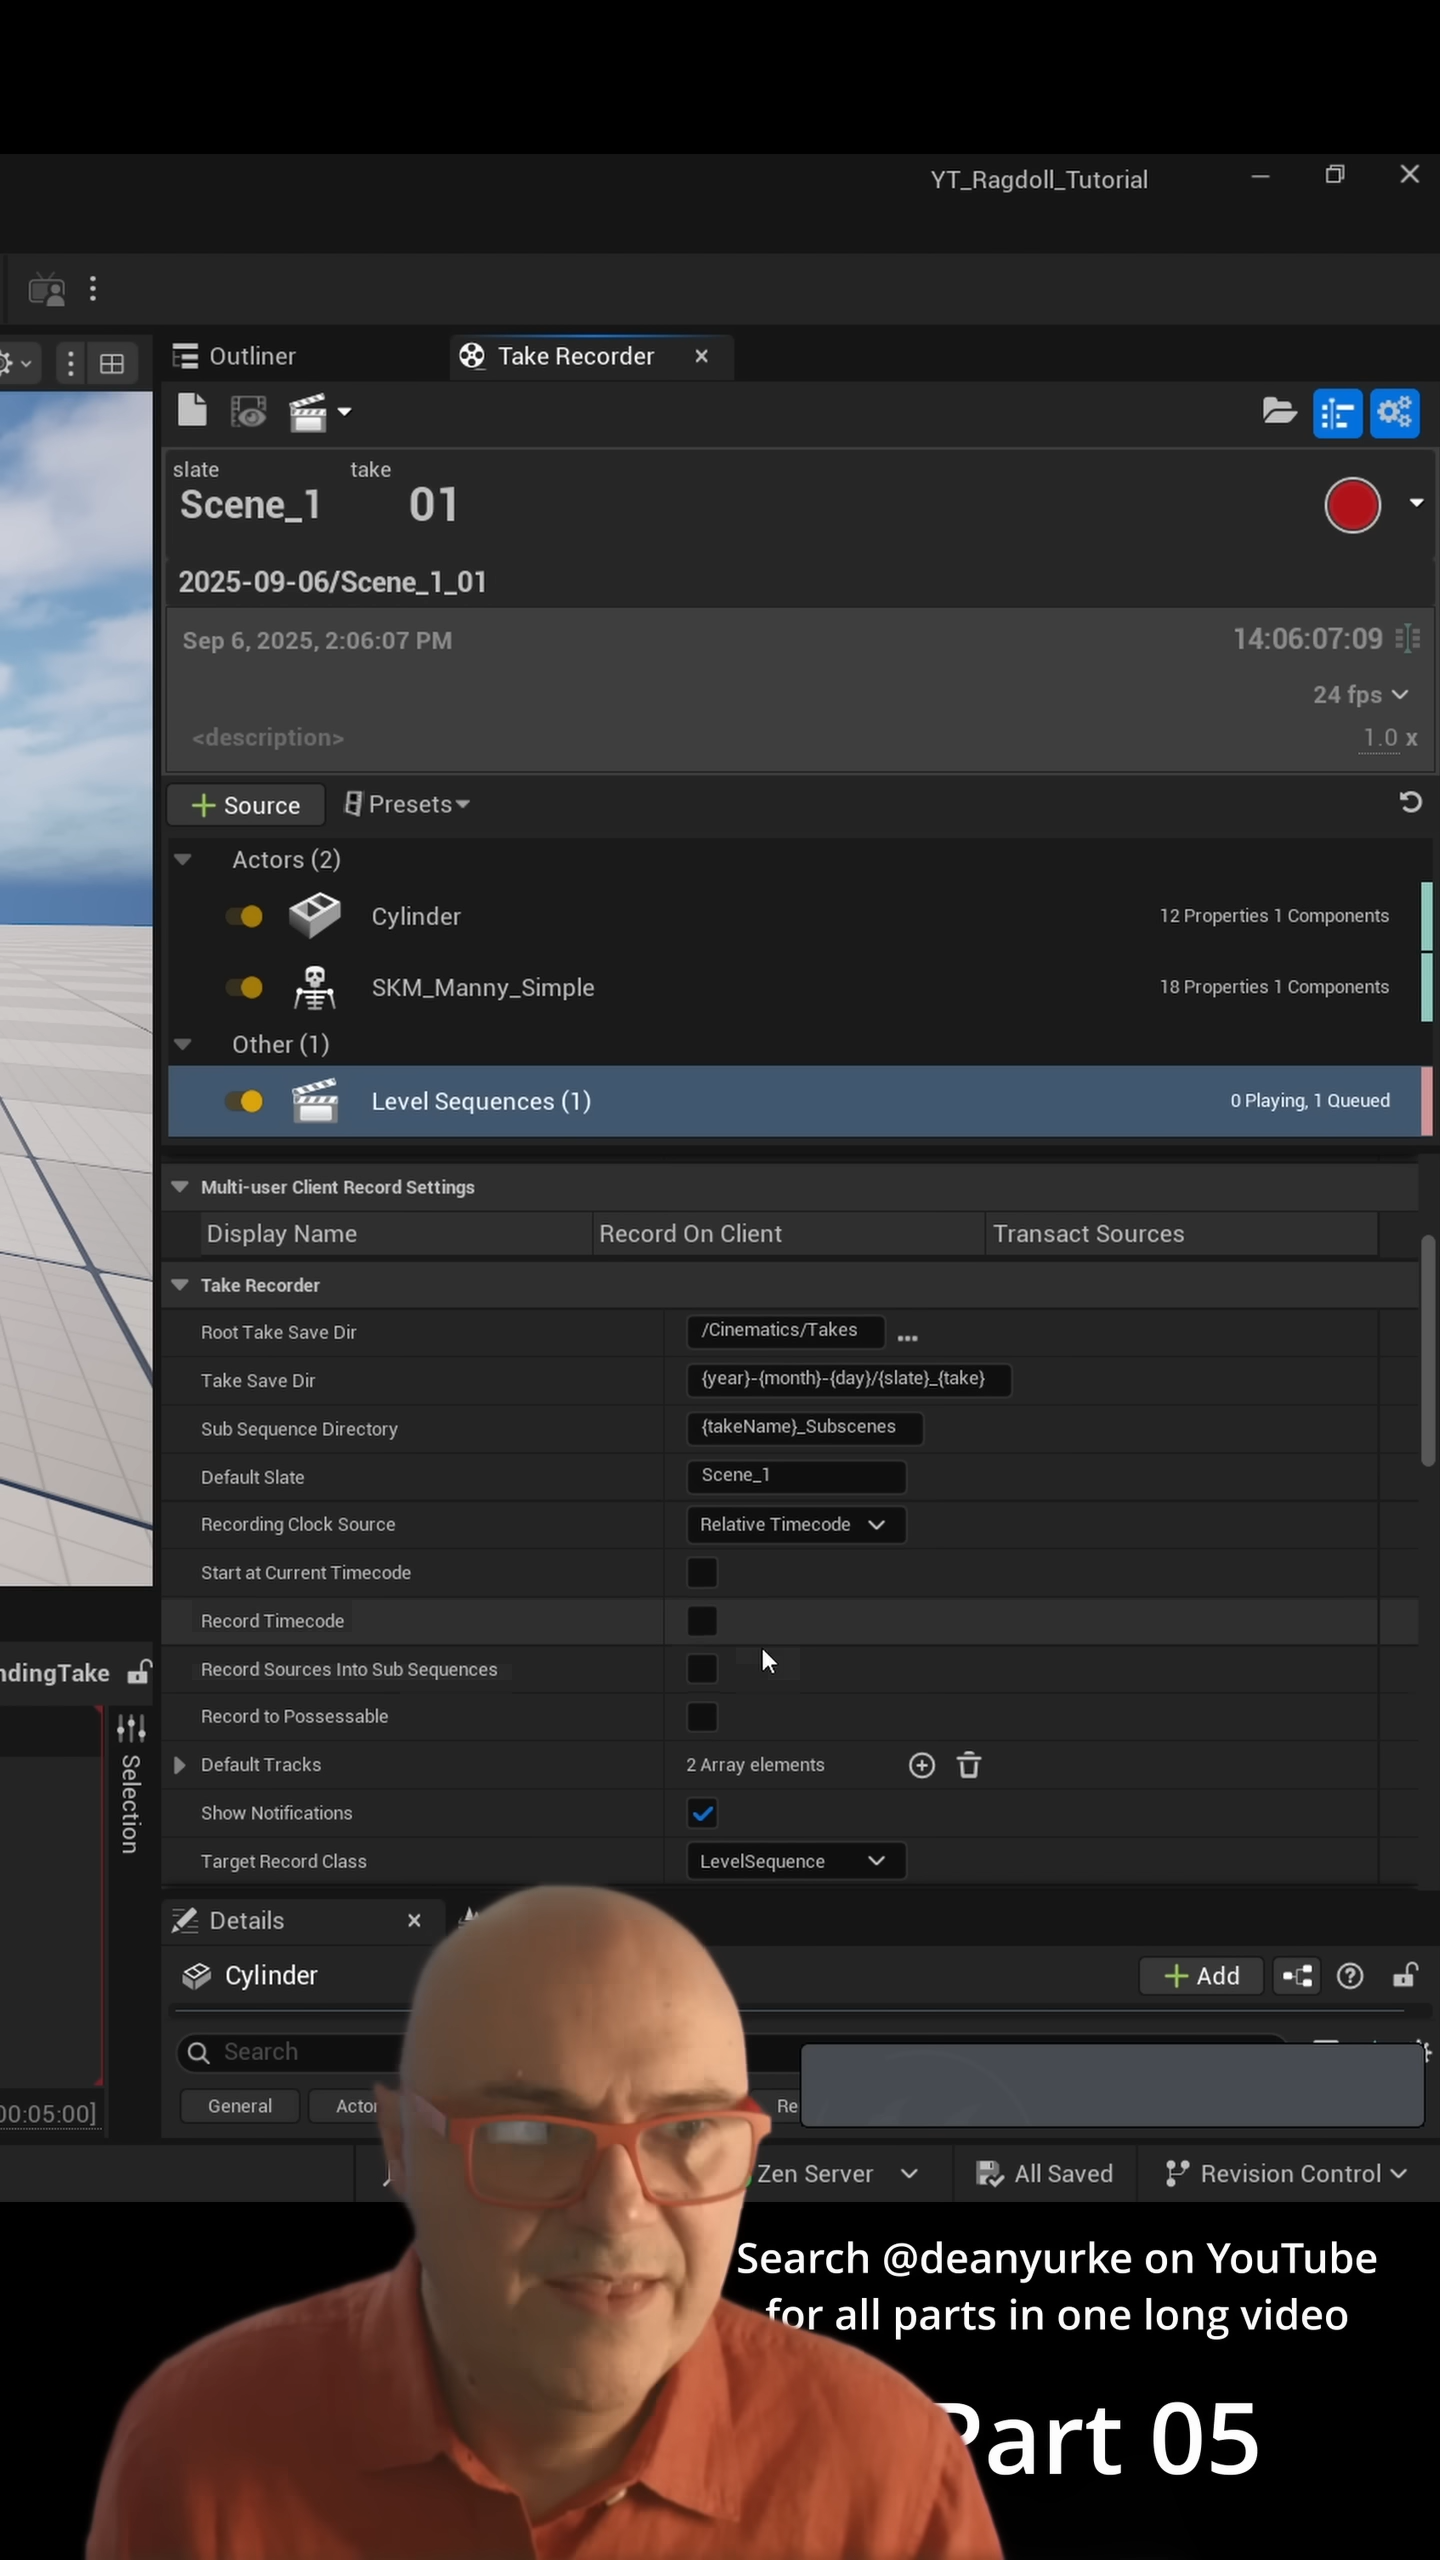 YT_Ragdoll_Tutorial
Outliner
Take Recorder
slate
take
Scene_1
01
2025-09-06/Scene_1_01
Sep 6, 2025, 2:06:07 PM
14:06:07:09
24 fps
<description>
1.0 x
Source
Presets
Actors (2)
Cylinder
12 Properties 1 Components
SKM_Manny_Simple
18 Properties 1 Components
Other (1)
Level Sequences (1)
0 Playing, 1 Queued
Multi-user Client Record Settings
Display Name
Record On Client
Transact Sources
Take Recorder
Root Take Save Dir
/Cinematics/Takes
Take Save Dir
{year}-{month}-{day}/{slate}_{take}
Sub Sequence Directory
{takeName}_Subscenes
Default Slate
Scene_1
Recording Clock Source
Relative Timecode
Start at Current Timecode
Record Timecode
Record Sources Into Sub Sequences
ndingTake
Record to Possessable
Selection
Default Tracks
2 Array elements
Show Notifications
Target Record Class
LevelSequence
Details
Cylinder
Add
Search
General
Actor
Re
00:05:00]
Zen Server
All Saved
Revision Control
Search @deanyurke on YouTube
for all parts in one long video
Part 05